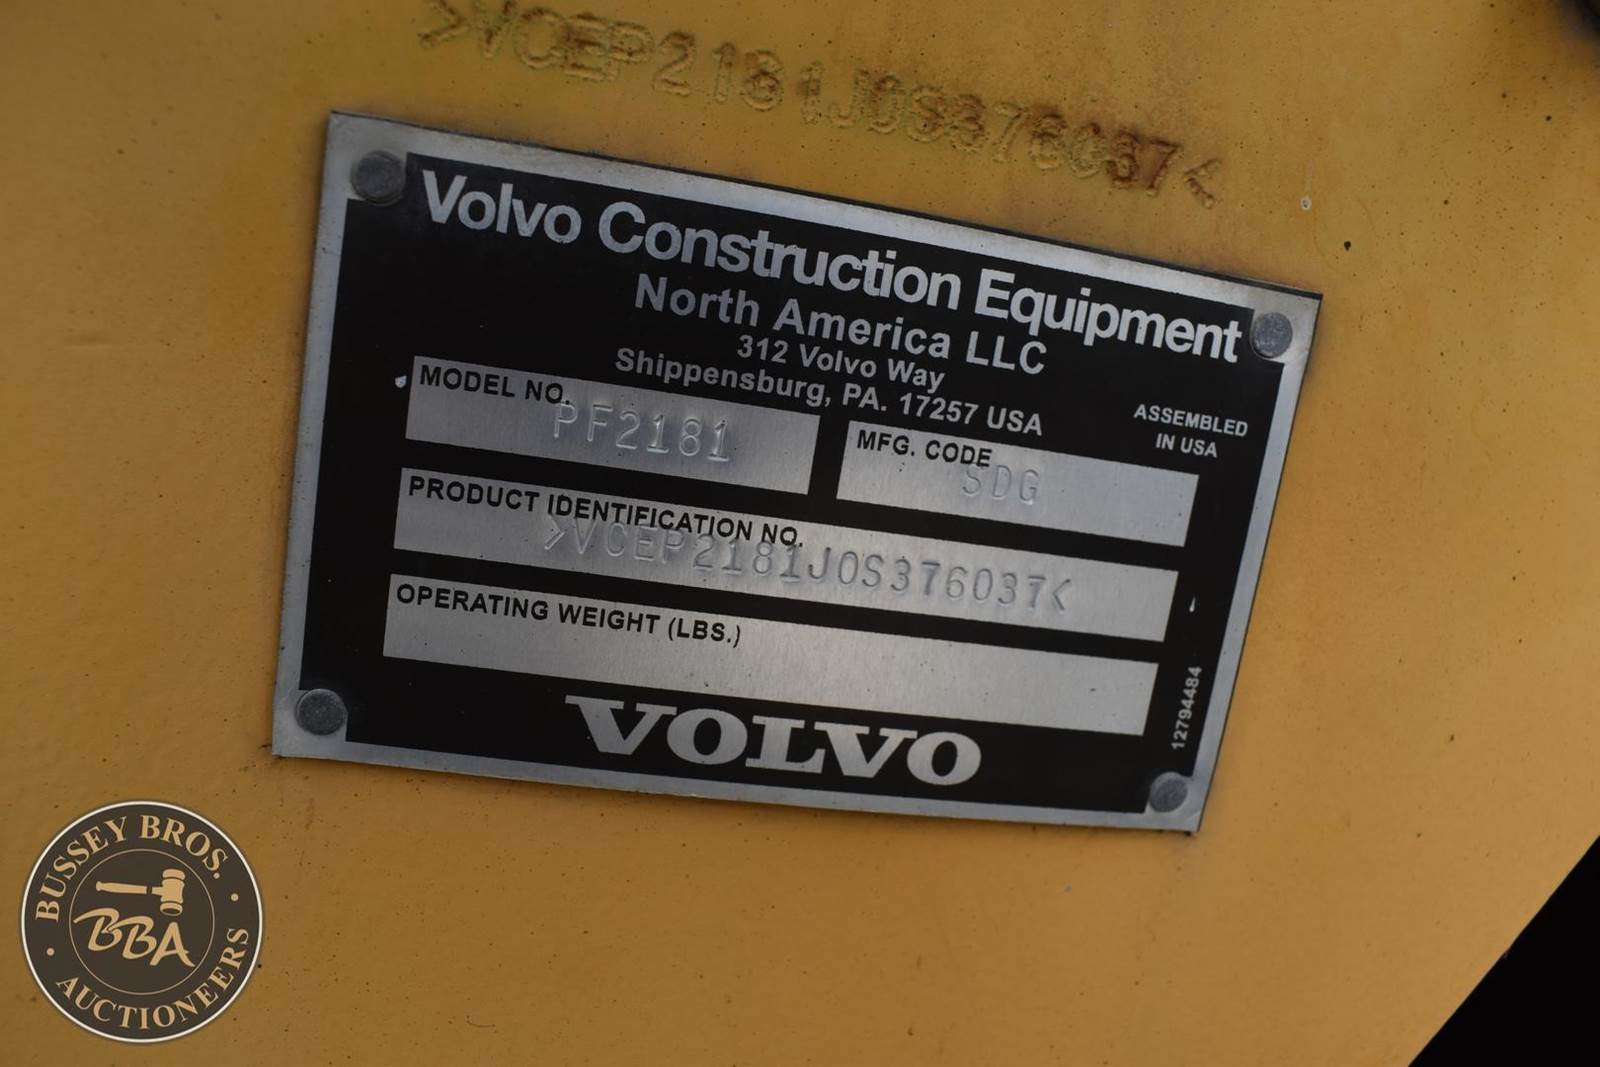 >VCEP2181J0S376037<
Volvo Construction Equipment
North America LLC
312 Volvo Way
Shippensburg, PA. 17257 USA
ASSEMBLED
IN USA
MODEL NO.
PF2181
MFG. CODE
SDG
PRODUCT IDENTIFICATION NO.
>VCEP2181J0S376037<
OPERATING WEIGHT (LBS.)
12794484
VOLVO
BUSSEY BROS.
BBA
AUCTIONEERS